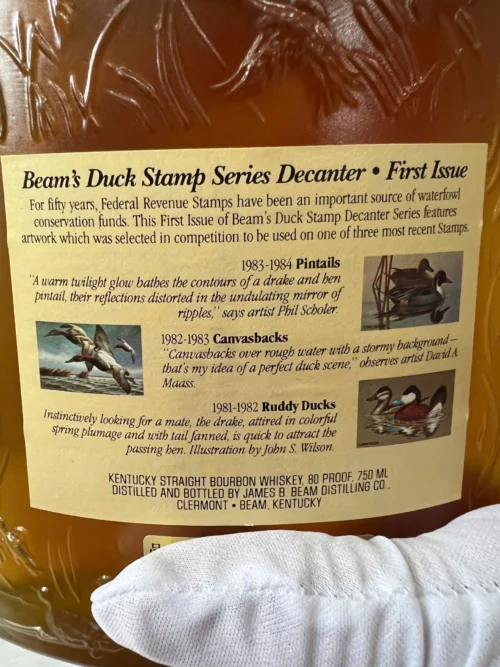 Beam's Duck Stamp Series Decanter • First Issue
For fifty years, Federal Revenue Stamps have been an important source of waterfowl
conservation funds. This First Issue of Beam's Duck Stamp Decanter Series features
artwork which was selected in competition to be used on one of three most recent Stamps.
1983-1984 Pintails
"A warm twilight glow bathes the contours of a drake and hen
pintail, their reflections distorted in the undulating mirror of
ripples," says artist Phil Scholer.
1982-1983 Canvasbacks
"Canvasbacks over rough water with a stormy background—
that's my idea of a perfect duck scene," observes artist David A.
Maass.
1981-1982 Ruddy Ducks
Instinctively looking for a mate, the drake, attired in colorful
spring plumage and with tail fanned, is quick to attract the
passing hen. Illustration by John S. Wilson.
KENTUCKY STRAIGHT BOURBON WHISKEY, 80 PROOF, 750 ML
DISTILLED AND BOTTLED BY JAMES B. BEAM DISTILLING CO.,
CLERMONT • BEAM, KENTUCKY